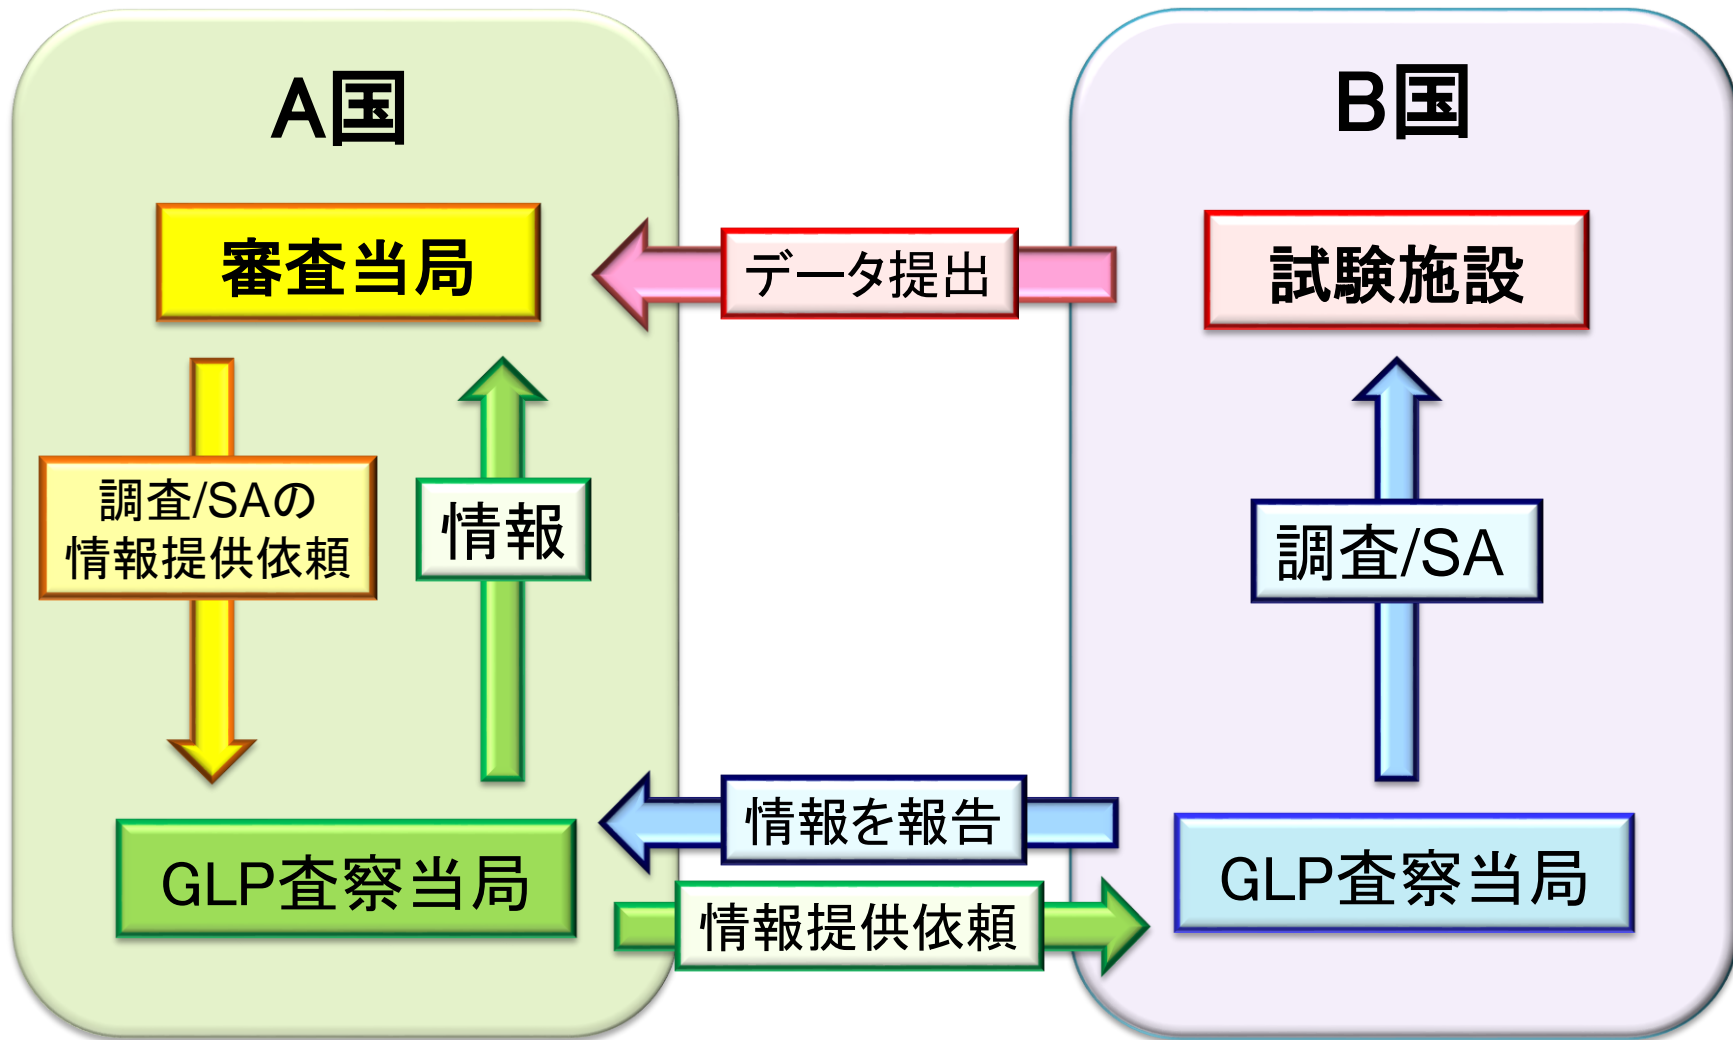 A国
B国
審査当局
データ提出
試験施設
調査/SAの
情報提供依頼
情報
調査/SA
情報を報告
GLP査察当局
GLP査察当局
情報提供依頼